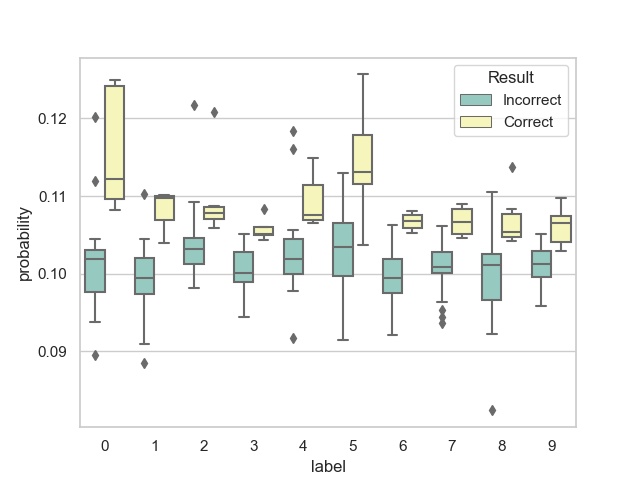 Result
Incorrect
Correct
0.12
0.11
0.10
0.09
probability
0 1 2 3 4 5 6 7 8 9
label